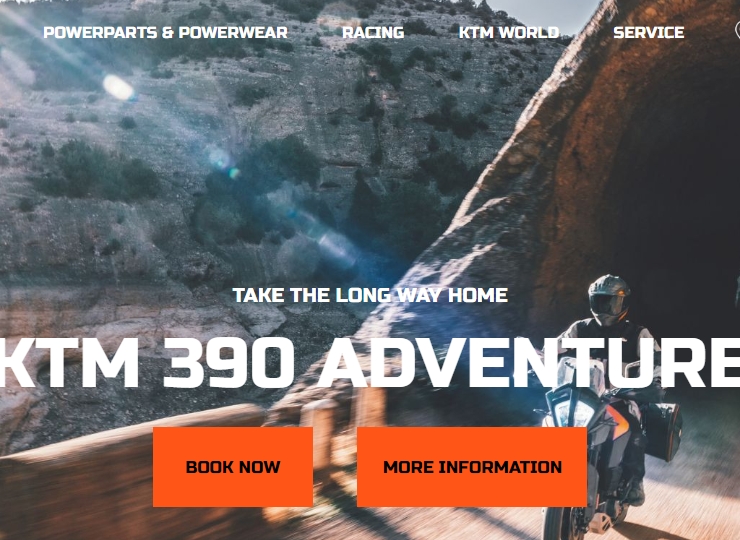 POWERPARTS & POWERWEAR RACING KTM WORLD SERVICE
TAKE THE LONG WAY HOME
KTM 390 ADVENTURE
BOOK NOW MORE INFORMATION